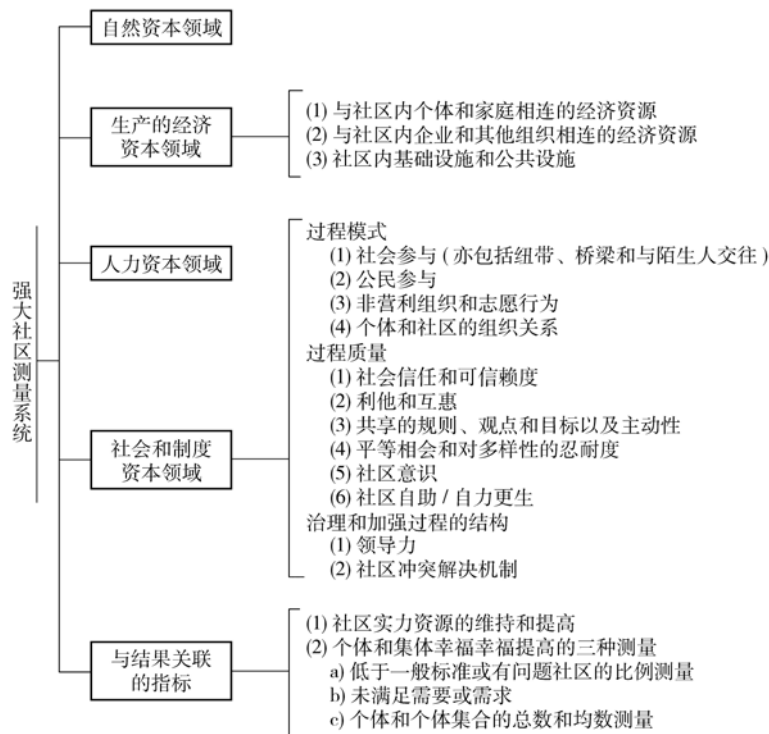 强大社区测量系统
自然资本领域
生产的经济
资本领域
(1) 与社区内个体和家庭相连的经济资源
(2) 与社区内企业和其他组织相连的经济资源
(3) 社区内基础设施和公共设施
人力资本领域
社会和制度
资本领域
过程模式
(1) 社会参与 ( 亦包括纽带、桥梁和与陌生人交往 )
(2) 公民参与
(3) 非营利组织和志愿行为
(4) 个体和社区的组织关系
过程质量
(1) 社会信任和可信赖度
(2) 利他和互惠
(3) 共享的规则、观点和目标以及主动性
(4) 平等相会和对多样性的忍耐度
(5) 社区意识
(6) 社区自助 / 自力更生
治理和加强过程的结构
(1) 领导力
(2) 社区冲突解决机制
与结果关联
的指标
(1) 社区实力资源的维持和提高
(2) 个体和集体幸福幸福提高的三种测量
a) 低于一般标准或有问题社区的比例测量
b) 未满足需要或需求
c) 个体和个体集合的总数和均数测量